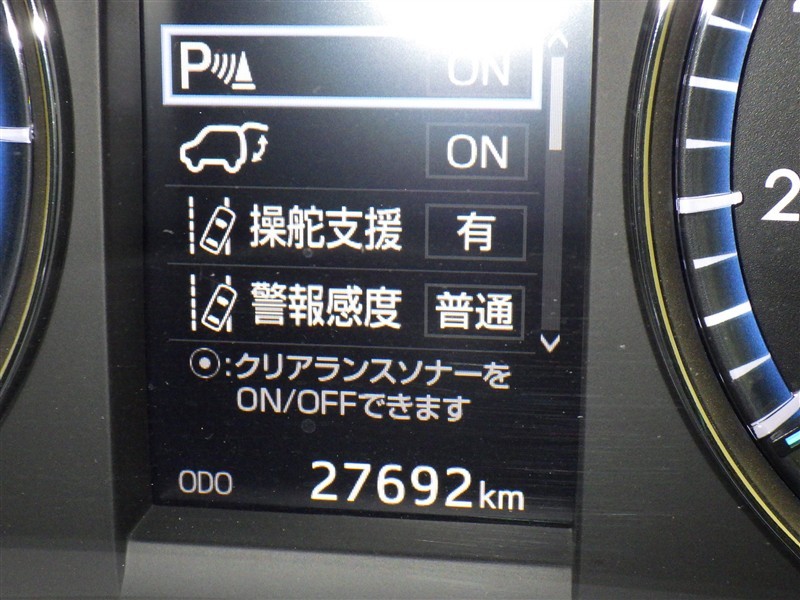 P ON
ON
操舵支援 有
警報感度 普通
⦿:クリアランスソナーを
ON/OFFできます
ODO 27692km
2